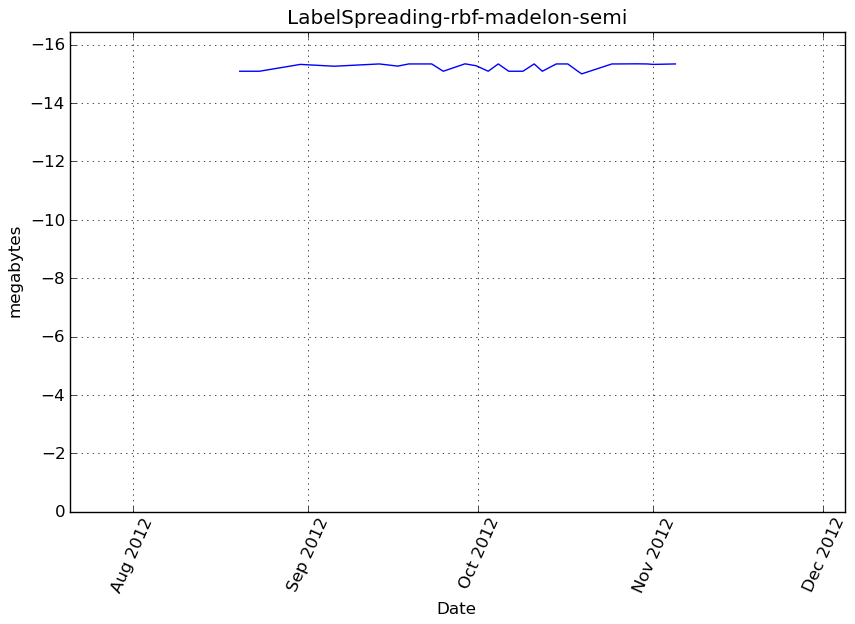 LabelSpreading-rbf-madelon-semi
−16
−14
−12
−10
−8
−6
−4
−2
0
megabytes
Aug 2012
Sep 2012
Oct 2012
Nov 2012
Dec 2012
Date